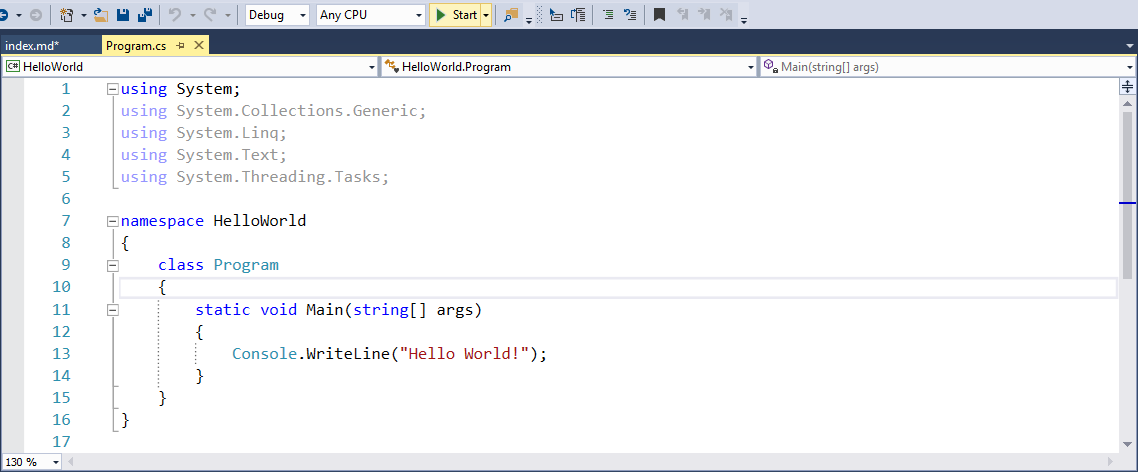 Debug Any CPU Start
index.md* Program.cs
C# HelloWorld HelloWorld.Program Main(string[] args)
1 using System;
2 using System.Collections.Generic;
3 using System.Linq;
4 using System.Text;
5 using System.Threading.Tasks;
6
7 namespace HelloWorld
8 {
9 class Program
10 {
11 static void Main(string[] args)
12 {
13 Console.WriteLine("Hello World!");
14 }
15 }
16 }
17
130 %